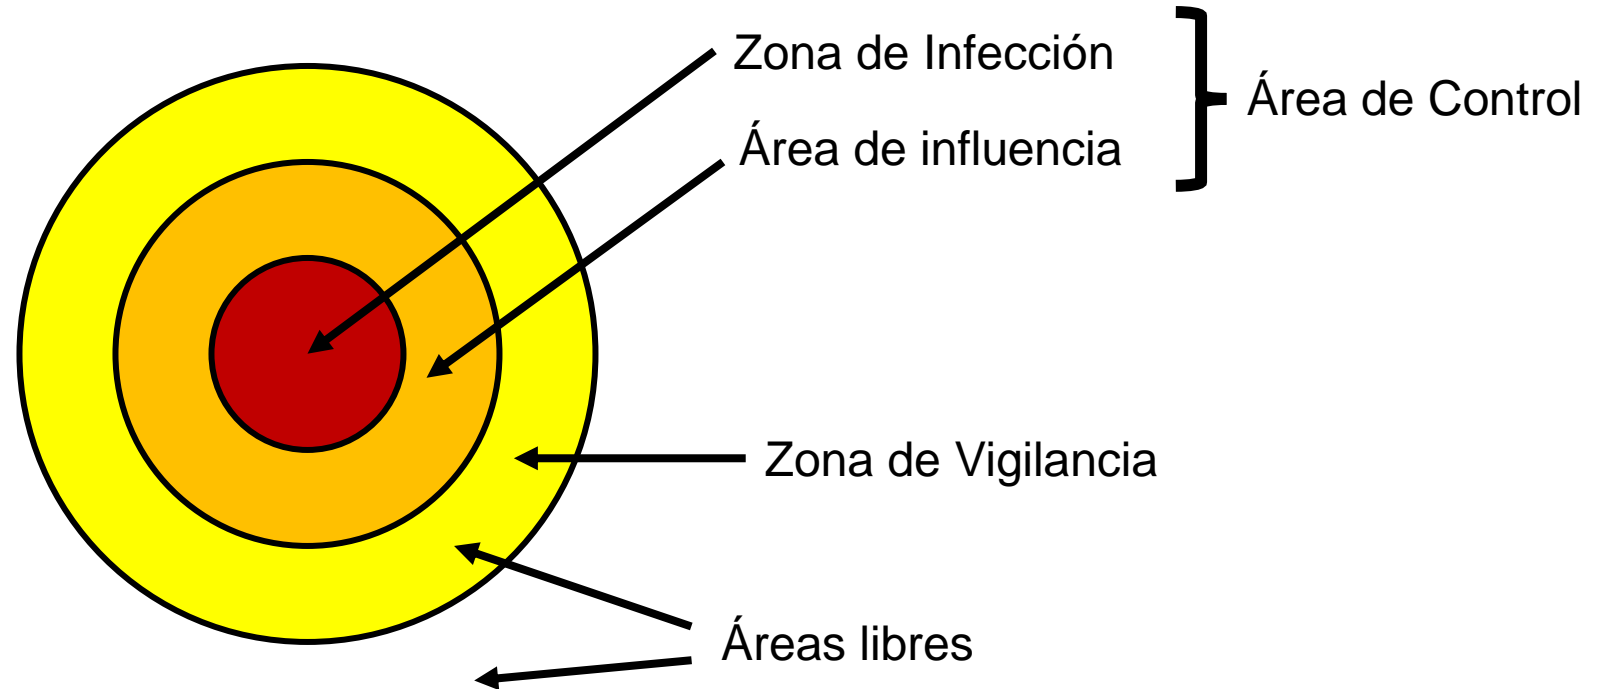 Zona de Infección
Área de Control
Área de influencia
Zona de Vigilancia
Áreas libres